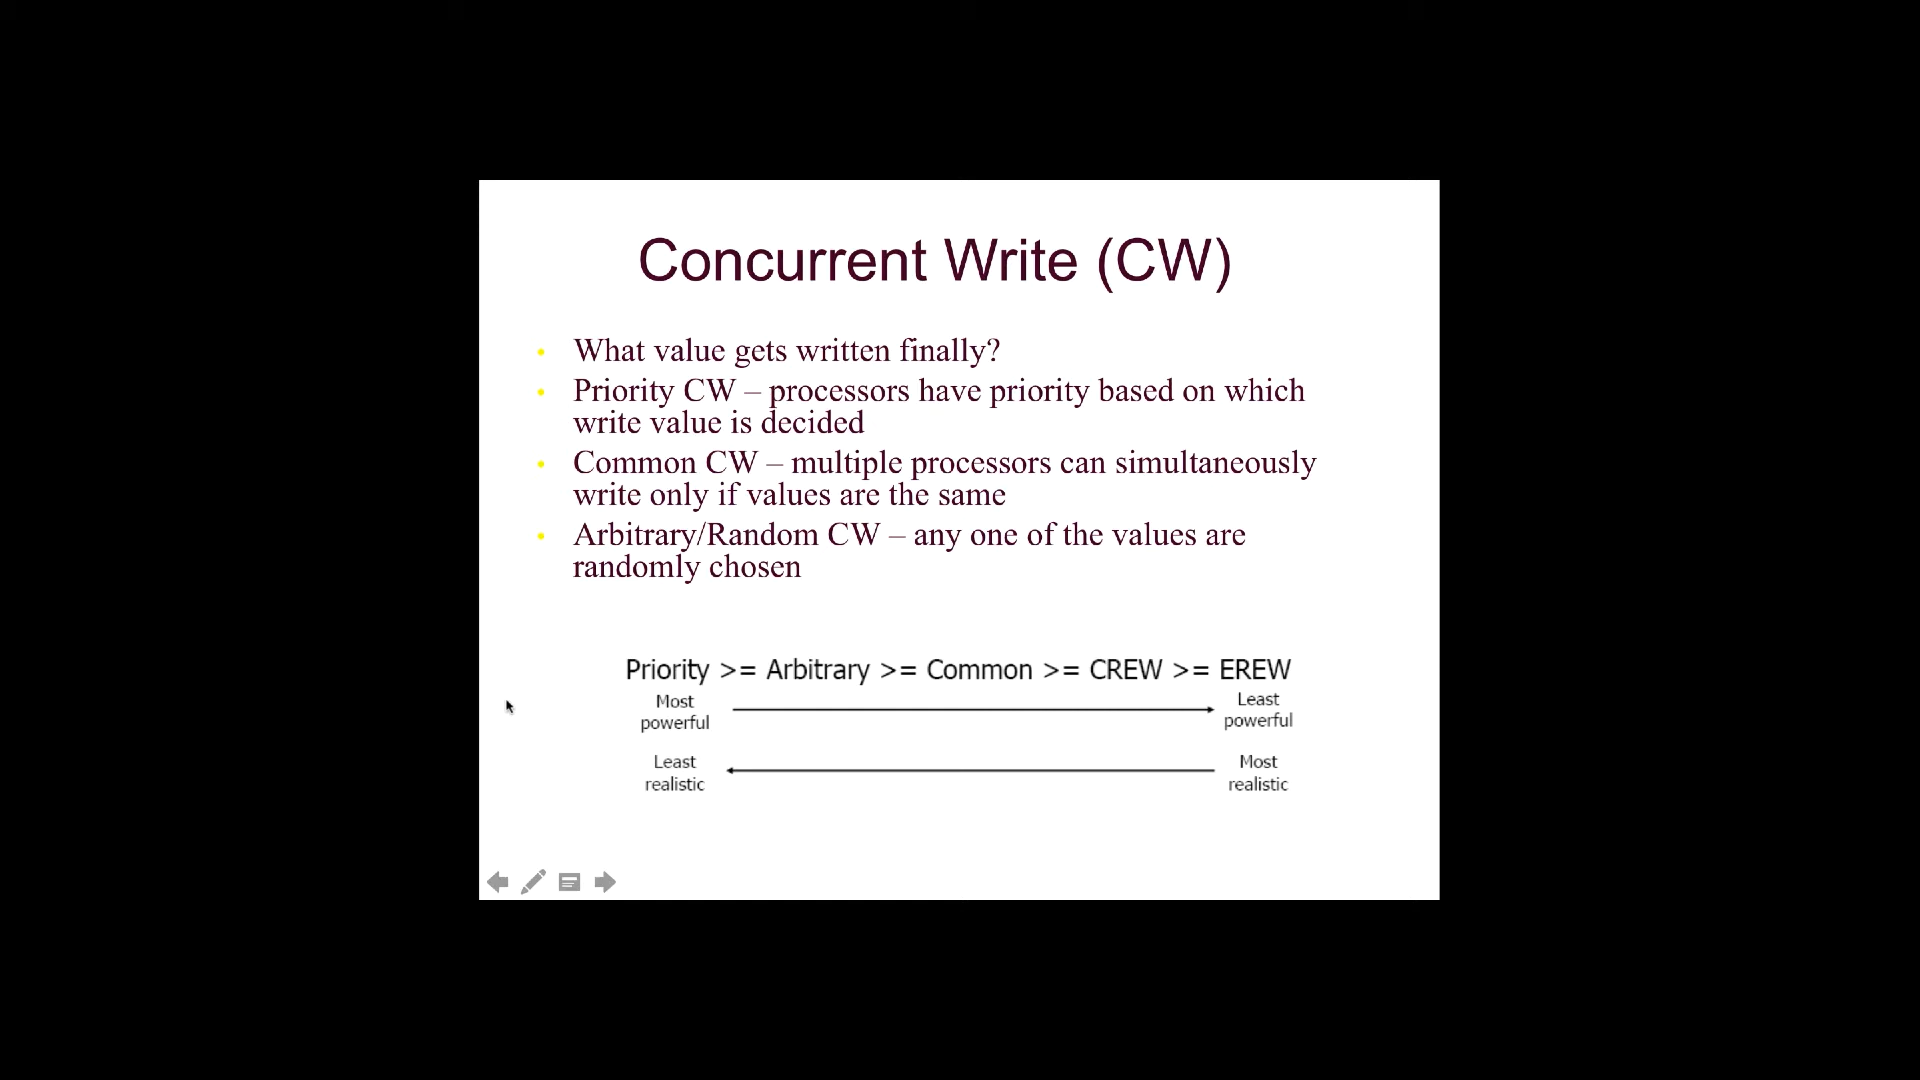 Concurrent Write (CW)
• What value gets written finally?
• Priority CW – processors have priority based on which
write value is decided
• Common CW – multiple processors can simultaneously
write only if values are the same
• Arbitrary/Random CW – any one of the values are
randomly chosen
Priority >= Arbitrary >= Common >= CREW >= EREW
Most
powerful
Least
powerful
Least
realistic
Most
realistic